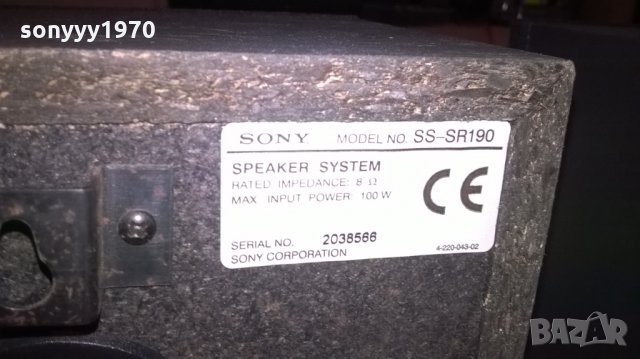 sonyyy1970
SONY MODEL NO. SS-SR190
SPEAKER SYSTEM
RATED IMPEDANCE: 8 Ω
MAX. INPUT POWER: 100 W
CE
SERIAL NO. 2038566
SONY CORPORATION
4-220-043-02
BAZAR